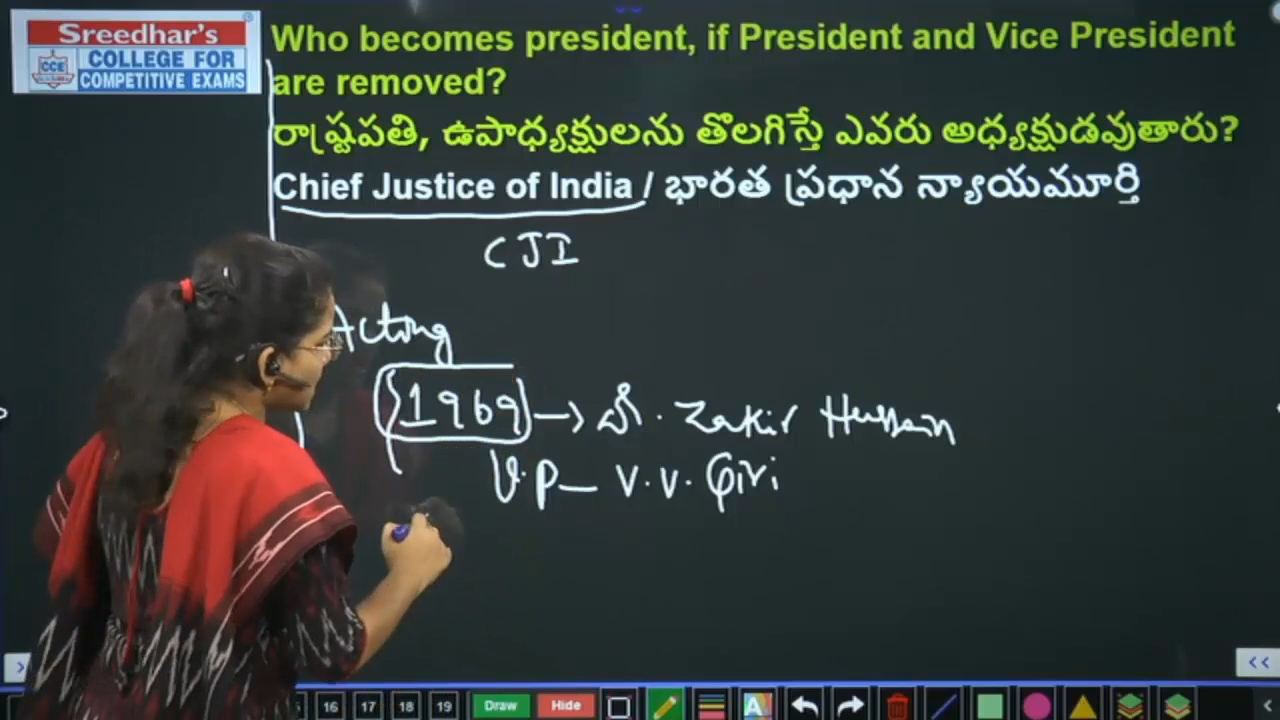 Sreedhar's
CCE
COLLEGE FOR
COMPETITIVE EXAMS
Who becomes president, if President and Vice President
are removed?
రాష్ట్రపతి, ఉపాధ్యక్షులను తొలగిస్తే ఎవరు అధ్యక్షుడవుతారు?
Chief Justice of India / భారత ప్రధాన న్యాయమూర్తి
CJI
Acting
1969 → Zakir Hussain
V.P – V.V. Giri
16 17 18 19 Draw Hide